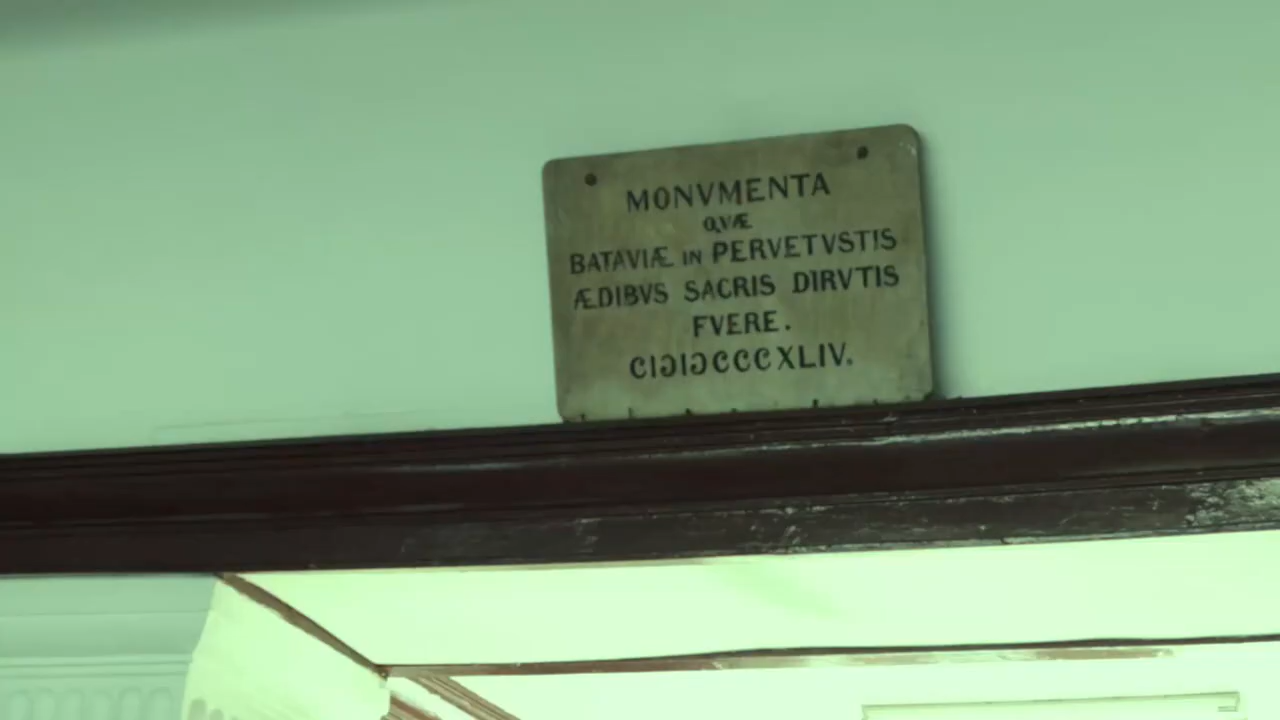 MONVMENTA
QVÆ
BATAVIÆ IN PERVETVSTIS
ÆDIBVS SACRIS DIRVTIS
FVERE.
CIƆIƆCCCXLIV.